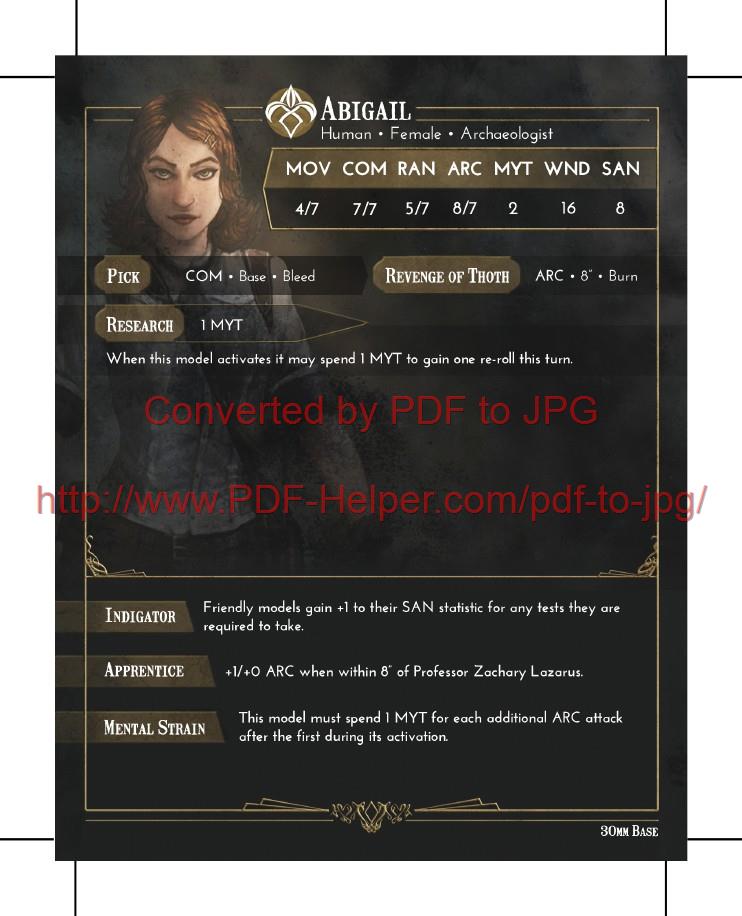 ABIGAIL
Human • Female • Archaeologist
MOV COM RAN ARC MYT WND SAN
4/7 7/7 5/7 8/7 2 16 8
PICK COM • Base • Bleed REVENGE OF THOTH ARC • 8" • Burn
RESEARCH 1 MYT
When this model activates it may spend 1 MYT to gain one re-roll this turn.
Converted by PDF to JPG
http://www.PDF-Helper.com/pdf-to-jpg/
INDIGATOR Friendly models gain +1 to their SAN statistic for any tests they are
required to take.
APPRENTICE +1/+0 ARC when within 8" of Professor Zachary Lazarus.
MENTAL STRAIN This model must spend 1 MYT for each additional ARC attack
after the first during its activation.
30MM BASE